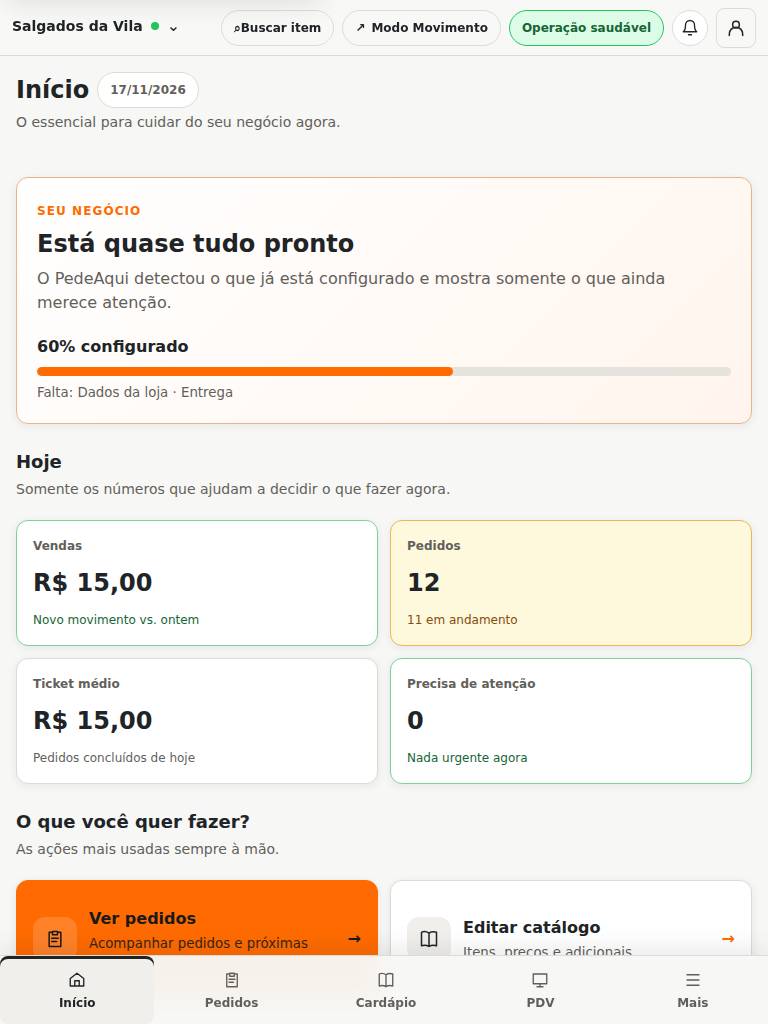 Salgados da Vila
Buscar item
↗ Modo Movimento
Operação saudável
Início
17/11/2026
O essencial para cuidar do seu negócio agora.
SEU NEGÓCIO
Está quase tudo pronto
O PedeAqui detectou o que já está configurado e mostra somente o que ainda
merece atenção.
60% configurado
Falta: Dados da loja · Entrega
Hoje
Somente os números que ajudam a decidir o que fazer agora.
Vendas
R$ 15,00
Novo movimento vs. ontem
Pedidos
12
11 em andamento
Ticket médio
R$ 15,00
Pedidos concluídos de hoje
Precisa de atenção
0
Nada urgente agora
O que você quer fazer?
As ações mais usadas sempre à mão.
Ver pedidos
Acompanhar pedidos e próximas
→
Editar catálogo
Itens, preços e adicionais
→
Início
Pedidos
Cardápio
PDV
Mais